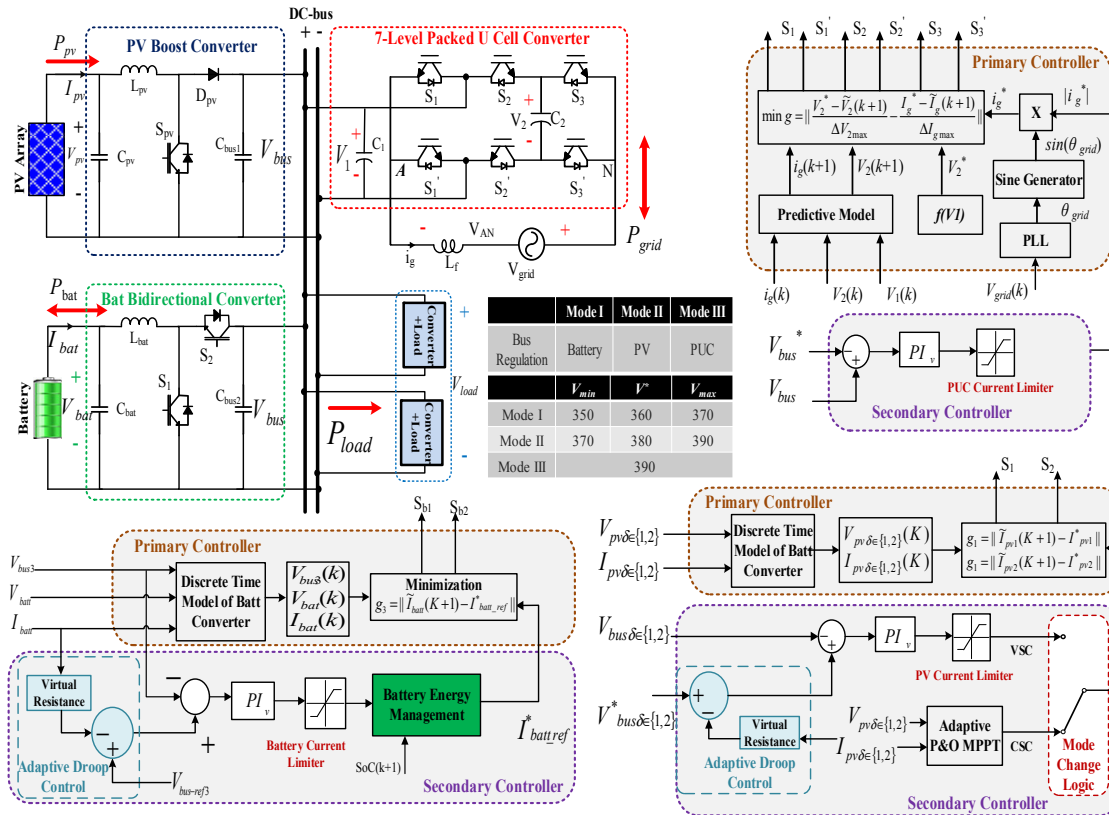 DC-bus
+ -
P_pv
PV Boost Converter
I_pv
L_pv
D_pv
S_pv
C_pv
C_bus1
V_bus
+
V_pv
-
PV Array
7-Level Packed U Cell Converter
S_1
S_2
S_3
+
V_1
-
C_1
+
V_2
-
C_2
A
S_1'
S_2'
S_3'
N
-
V_AN
+
i_g
L_f
V_grid
P_grid
P_bat
Bat Bidirectional Converter
I_bat
L_bat
S_2
S_1
C_bat
C_bus2
V_bus
+
V_bat
-
Battery
Converter
+Load
Converter
+Load
+
V_load
-
P_load
Mode I Mode II Mode III
Bus Regulation Battery PV PUC
V_min V* V_max
Mode I 350 360 370
Mode II 370 380 390
Mode III 390
S_1 S_1' S_2 S_2' S_3 S_3'
Primary Controller
min g = || V_2^* - Ṽ_2(k+1) / ΔV_2max - I_g^* - Ĩ_g(k+1) / ΔI_gmax ||
i_g^*
X
|i_g^*|
sin(θ_grid)
i_g(k+1)
V_2(k+1)
V_2^*
Sine Generator
Predictive Model
f(VI)
θ_grid
PLL
i_g(k)
V_2(k)
V_1(k)
V_grid(k)
V_bus^*
V_bus
- +
PI_v
PUC Current Limiter
Secondary Controller
S_b1 S_b2
Primary Controller
V_bus3
V_batt
I_batt
Discrete Time
Model of Batt
Converter
V_bus3(k)
V_bat(k)
I_bat(k)
Minimization
g_3 = || Ĩ_batt(K+1) - I^*_batt_ref ||
Virtual
Resistance
-
+
-
+
PI_v
Battery Current
Limiter
Battery Energy
Management
I^*_batt_ref
SoC(k+1)
Adaptive Droop
Control
V_bus-ref3
Secondary Controller
S_1 S_2
Primary Controller
V_pvδ∈{1,2}
I_pvδ∈{1,2}
Discrete Time
Model of Batt
Converter
V_pvδ∈{1,2}(K)
I_pvδ∈{1,2}(K)
g_1 = || Ĩ_pv1(K+1) - I^*_pv1 ||
g_1 = || Ĩ_pv2(K+1) - I^*_pv2 ||
V_busδ∈{1,2}
-
+
PI_v
PV Current Limiter
VSC
V^*_busδ∈{1,2}
+
-
Virtual
Resistance
Adaptive Droop
Control
V_pvδ∈{1,2}
I_pvδ∈{1,2}
Adaptive
P&O MPPT
CSC
Mode
Change
Logic
Secondary Controller